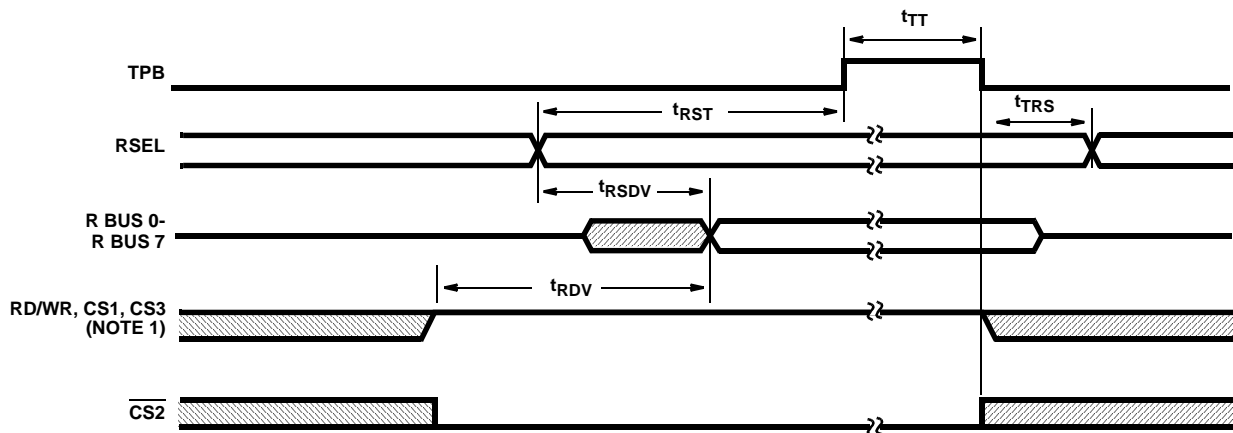 tTT
TPB
tRST
tTRS
RSEL
tRSDV
R BUS 0-
R BUS 7
tRDV
RD/WR, CS1, CS3
(NOTE 1)
CS2